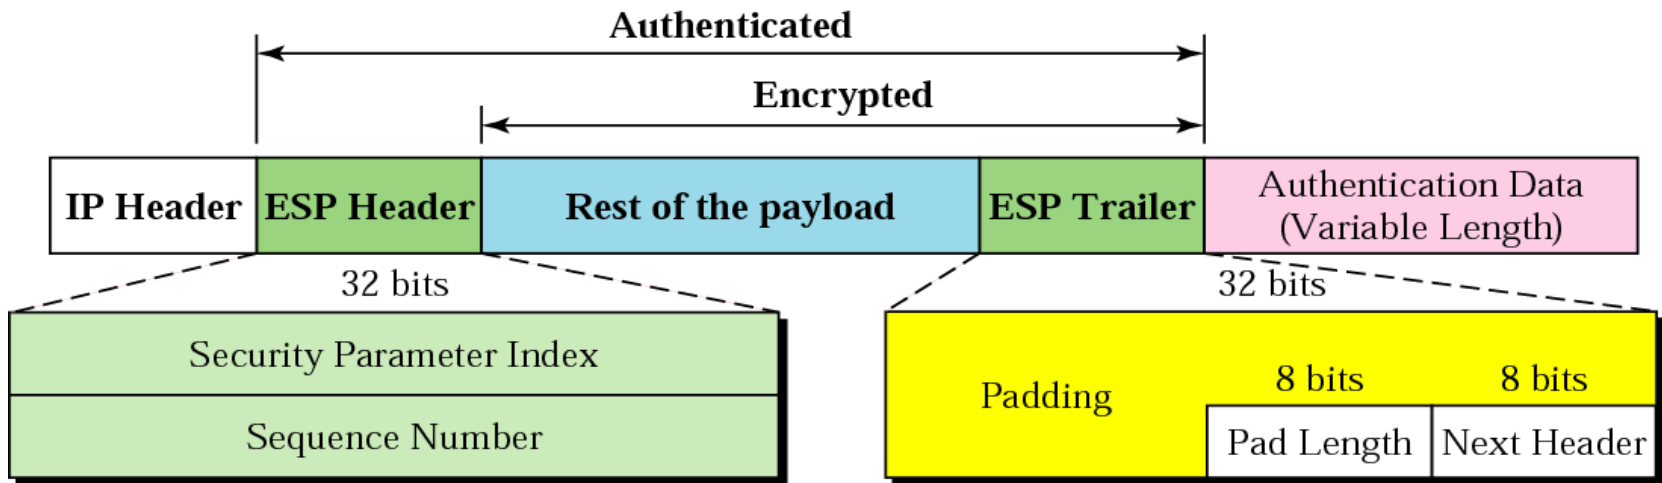 Authenticated
Encrypted
IP Header
ESP Header
Rest of the payload
ESP Trailer
Authentication Data
(Variable Length)
32 bits
32 bits
Security Parameter Index
Sequence Number
Padding
8 bits
8 bits
Pad Length
Next Header